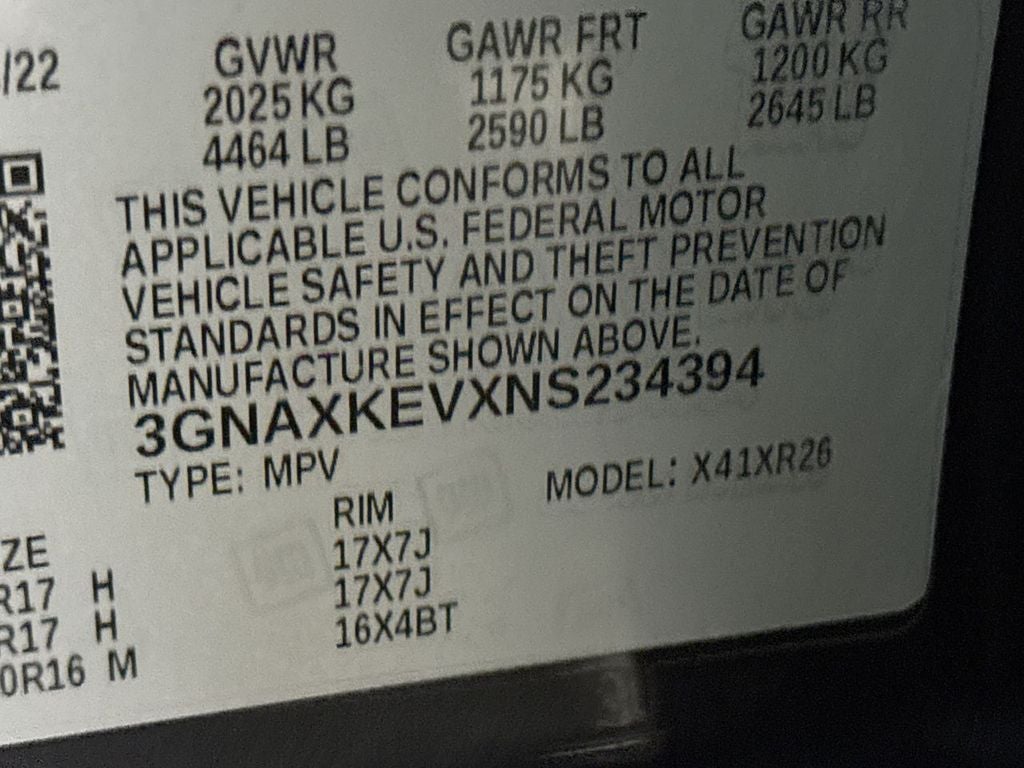 /22 GVWR GAWR FRT GAWR RR
2025 KG 1175 KG 1200 KG
4464 LB 2590 LB 2645 LB
THIS VEHICLE CONFORMS TO ALL
APPLICABLE U.S. FEDERAL MOTOR
VEHICLE SAFETY AND THEFT PREVENTION
STANDARDS IN EFFECT ON THE DATE OF
MANUFACTURE SHOWN ABOVE.
3GNAXKEVXNS234394
TYPE: MPV MODEL: X41XR26
ZE RIM
R17 H 17X7J
R17 H 17X7J
0R16 M 16X4BT